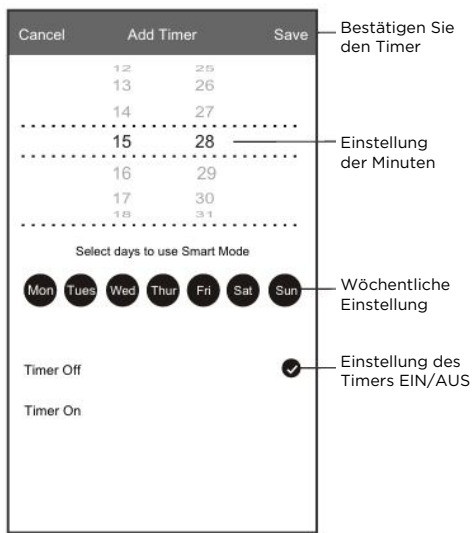 Cancel Add Timer Save
Bestätigen Sie
den Timer
12 25
13 26
14 27
15 28
Einstellung
der Minuten
16 29
17 30
18 31
Select days to use Smart Mode
Mon Tues Wed Thur Fri Sat Sun
Wöchentliche
Einstellung
Timer Off
Einstellung des
Timers EIN/AUS
Timer On